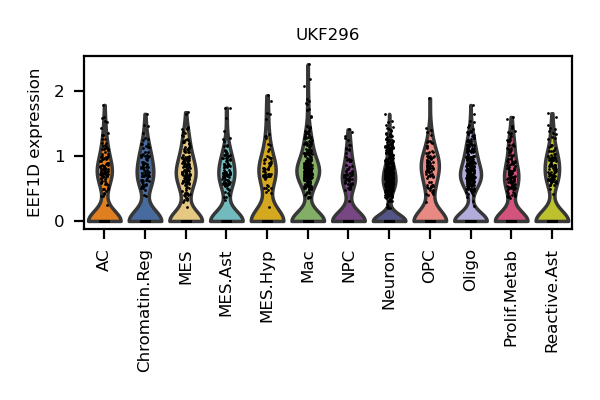 UKF296
EEF1D expression
2
1
0
AC
Chromatin.Reg
MES
MES.Ast
MES.Hyp
Mac
NPC
Neuron
OPC
Oligo
Prolif.Metab
Reactive.Ast